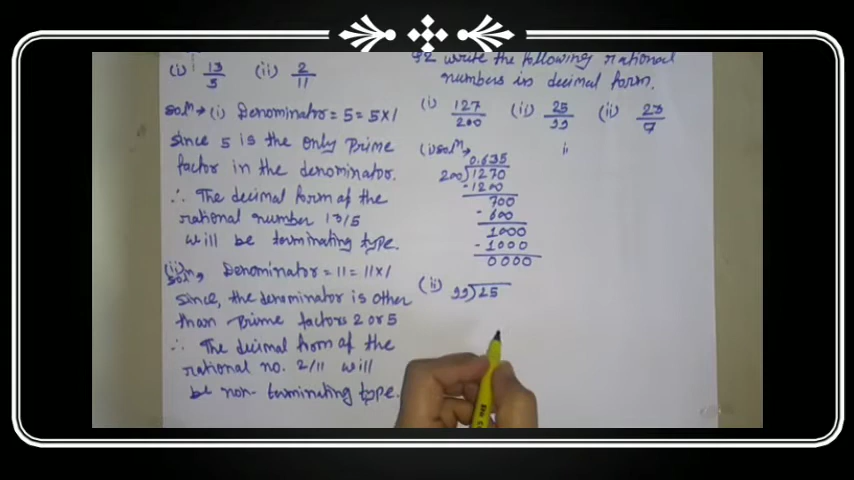 (i) 13/5 (ii) 2/11
solⁿ → (i) Denominator = 5 = 5×1
since 5 is the only Prime
factor in the denominator.
∴ The decimal form of the
rational number 13/5
will be terminating type.
(ii) solⁿ → Denominator = 11 = 11×1
since, the denominator is other
than Prime factors 2 or 5
∴ The decimal from of the
rational no. 2/11 will
be non-terminating type.
Q2 write the following rational
numbers in decimal form.
(i) 127/200 (ii) 25/99 (iii) 23/7
(i) solⁿ →
0.635
200)1270
-1200
700
- 600
1000
- 1000
0000
(ii) 99)25